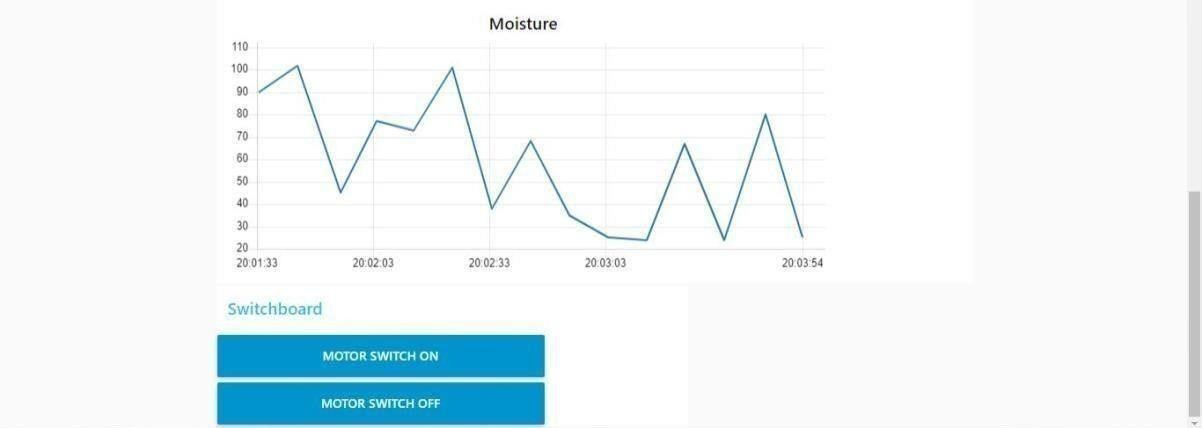 Moisture
110
100
90
80
70
60
50
40
30
20
20:01:33 20:02:03 20:02:33 20:03:03 20:03:54
Switchboard
MOTOR SWITCH ON
MOTOR SWITCH OFF